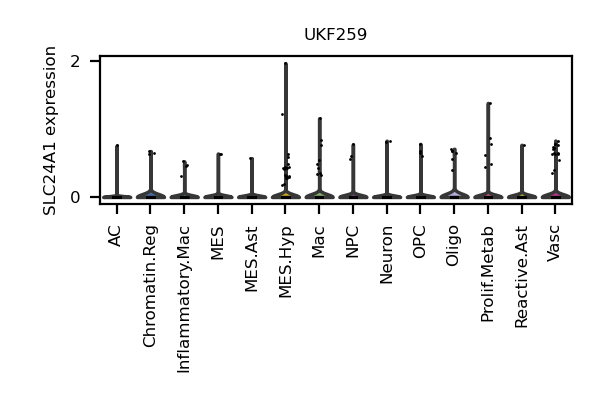 UKF259
SLC24A1 expression
2
0
AC
Chromatin.Reg
Inflammatory.Mac
MES
MES.Ast
MES.Hyp
Mac
NPC
Neuron
OPC
Oligo
Prolif.Metab
Reactive.Ast
Vasc